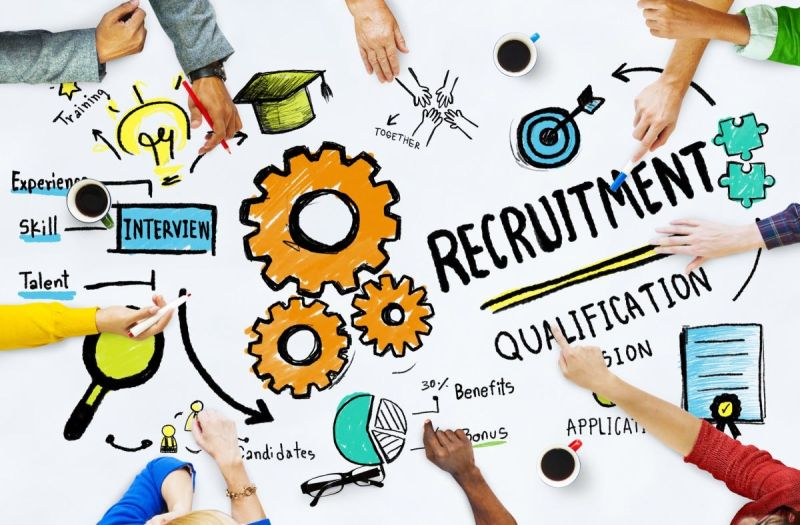 Training
TOGETHER
RECRUITMENT
Experience
Skill
INTERVIEW
Talent
QUALIFICATION
30% Benefits
Bonus
Candidates